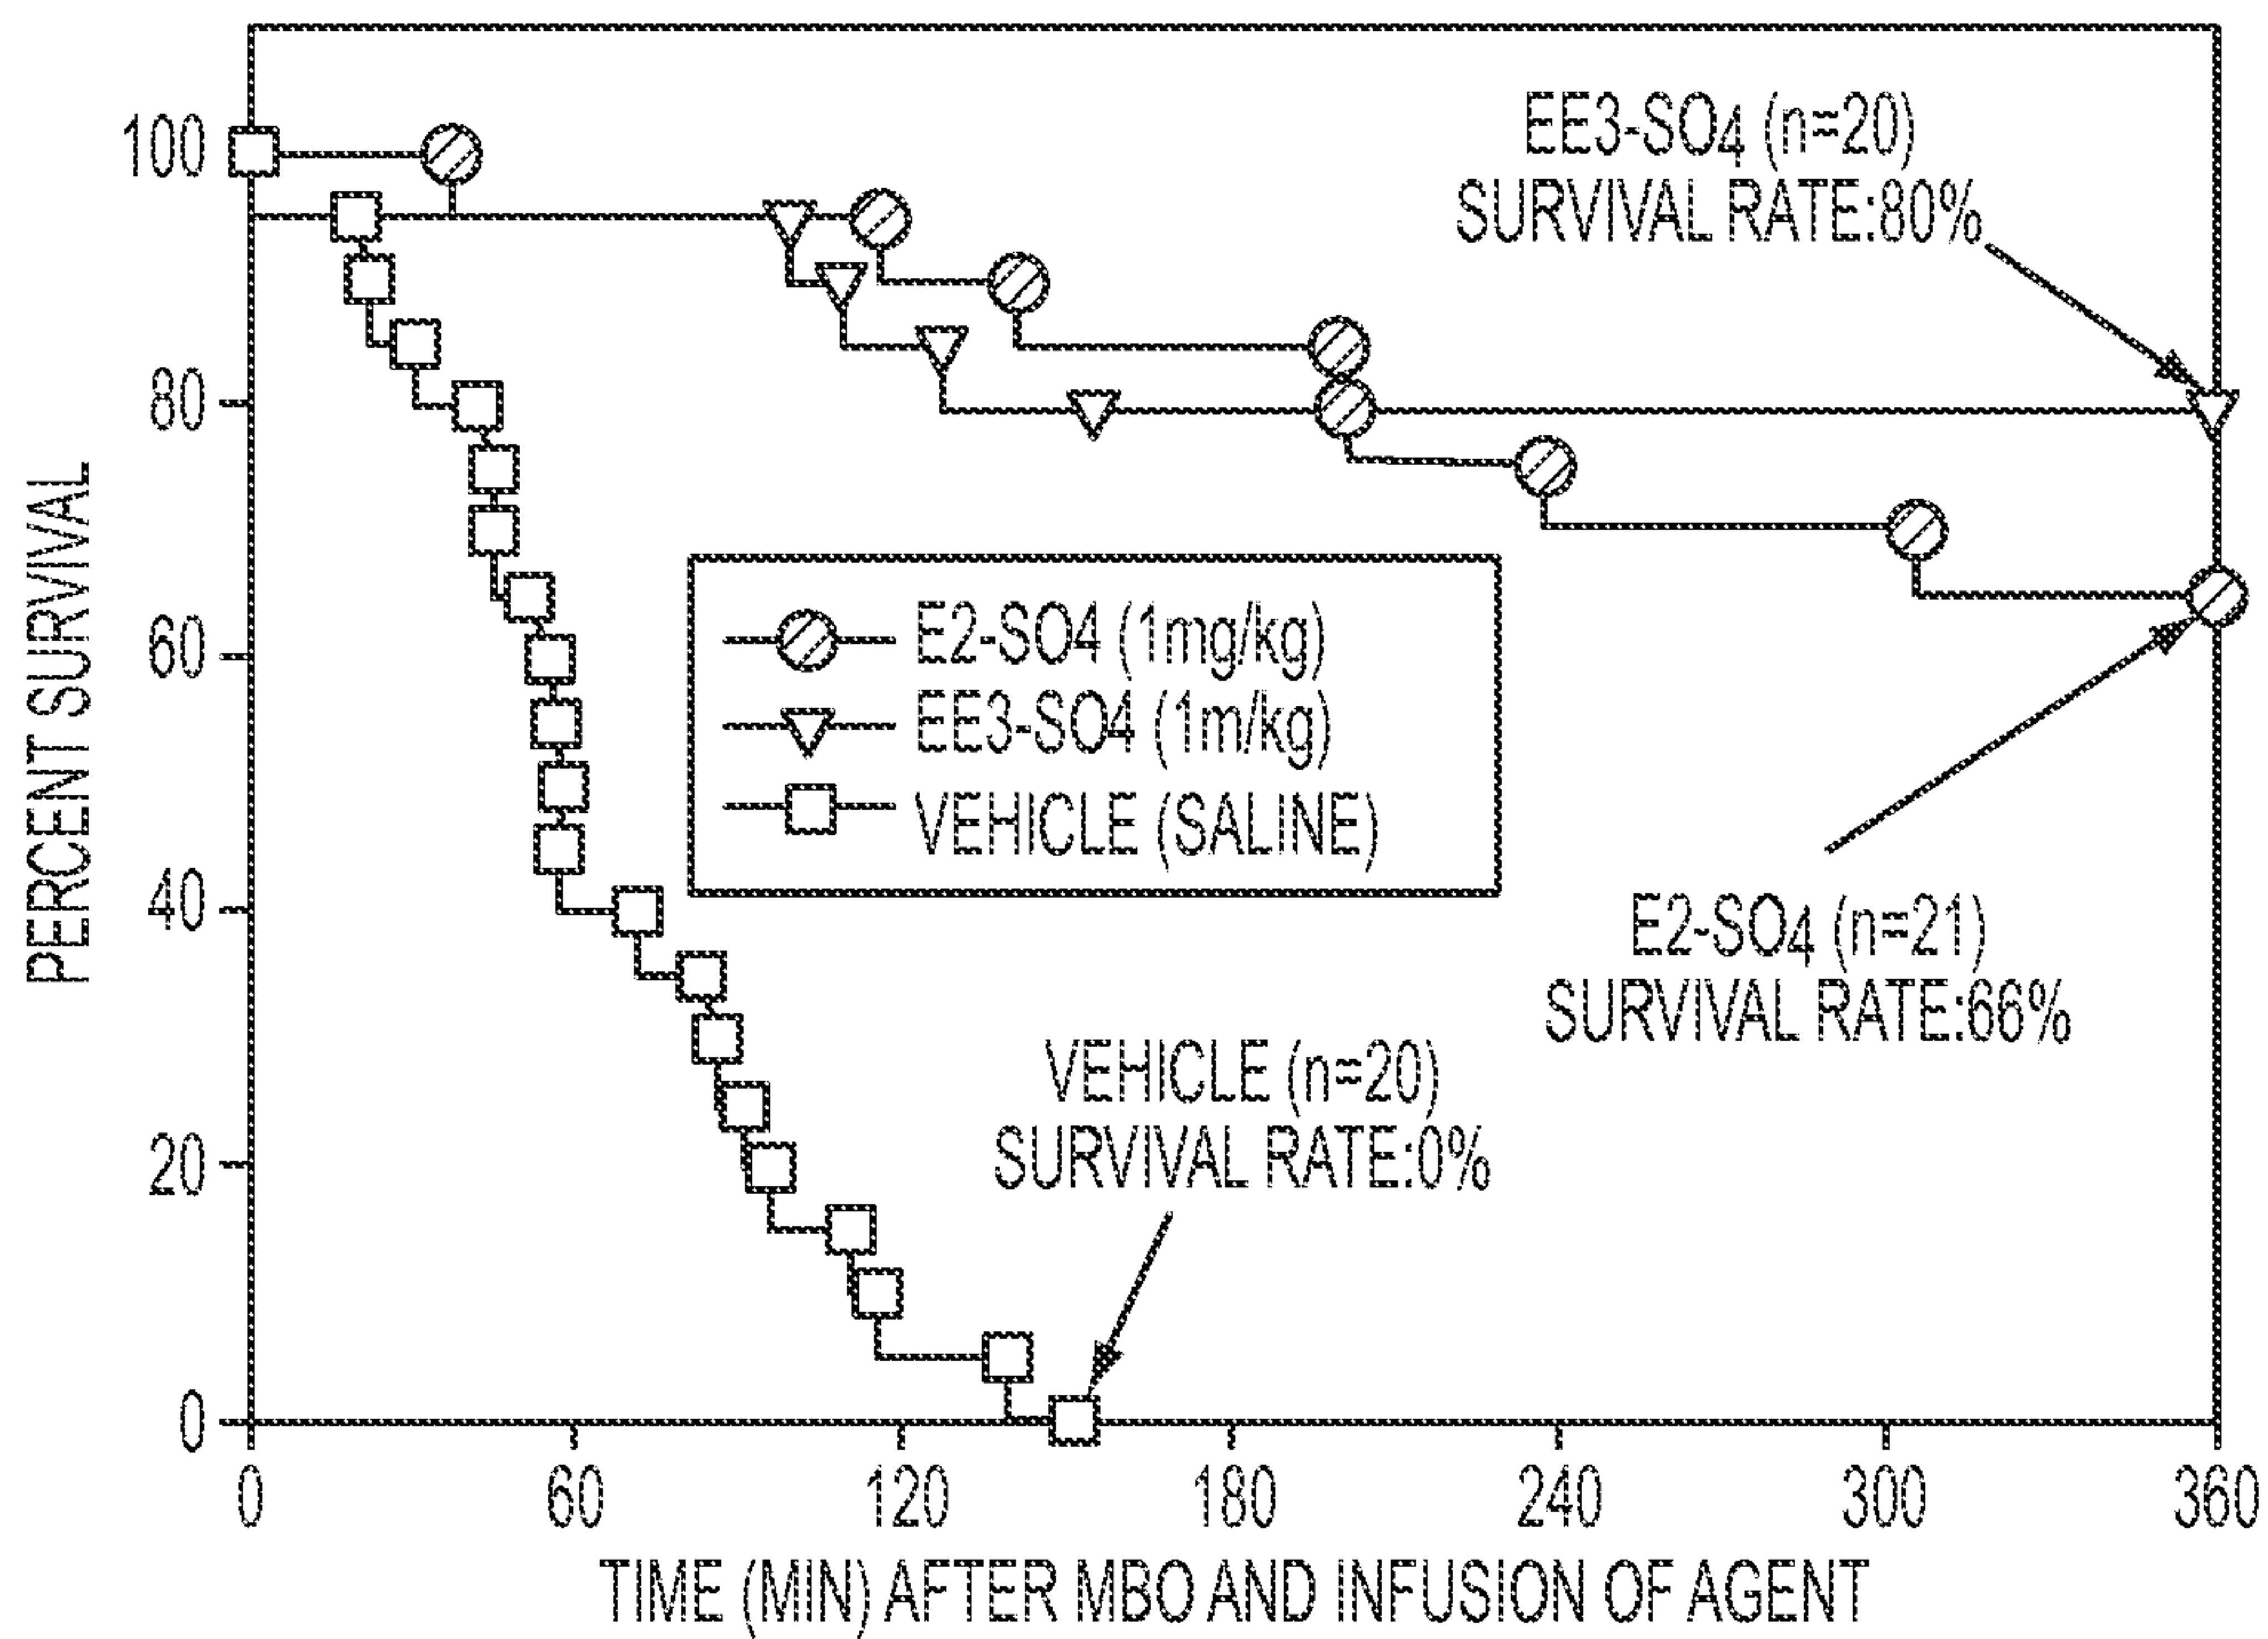 PERCENT SURVIVAL
100
80
60
40
20
0
EE3-SO4 (n=20)
SURVIVAL RATE:80%
E2-SO4 (1mg/kg)
EE3-SO4 (1m/kg)
VEHICLE (SALINE)
E2-SO4 (n=21)
SURVIVAL RATE:66%
VEHICLE (n=20)
SURVIVAL RATE:0%
0 60 120 180 240 300 360
TIME (MIN) AFTER MBO AND INFUSION OF AGENT